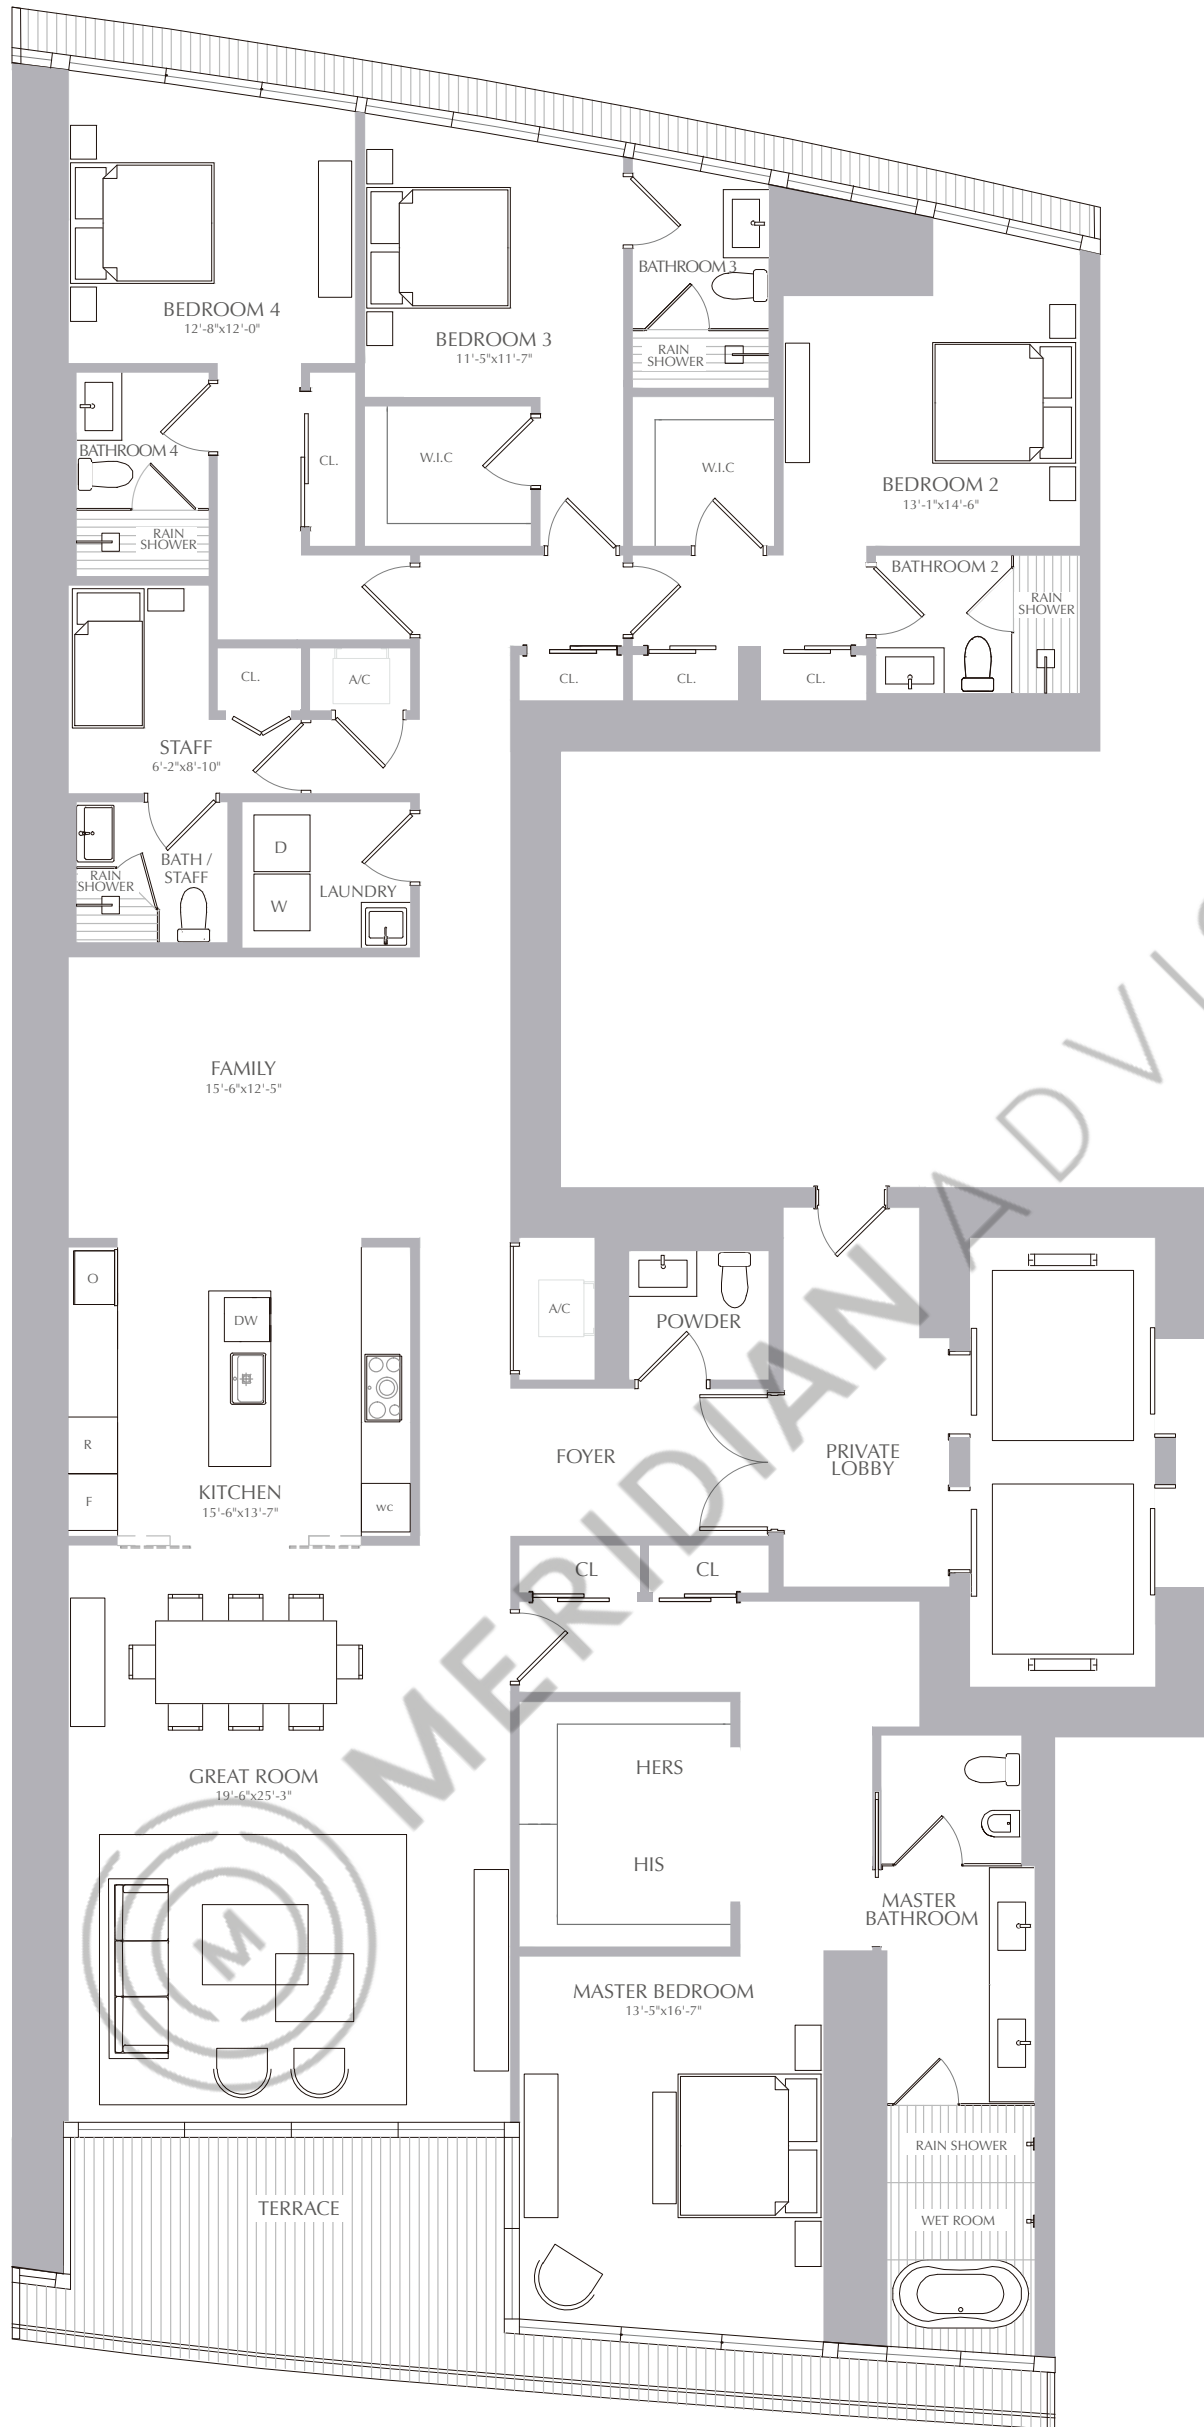 BEDROOM 4
12'-8"x12'-0"
BEDROOM 3
11'-5"x11'-7"
BATHROOM 3
RAIN
SHOWER
BEDROOM 2
13'-1"x14'-6"
BATHROOM 4
RAIN
SHOWER
CL.
W.I.C
W.I.C
BATHROOM 2
RAIN
SHOWER
CL.
A/C
CL.
CL.
CL.
STAFF
6'-2"x8'-10"
BATH /
STAFF
RAIN
SHOWER
D
W
LAUNDRY
FAMILY
15'-6"x12'-5"
O
DW
R
F
KITCHEN
15'-6"x13'-7"
WC
A/C
POWDER
FOYER
PRIVATE
LOBBY
CL
CL
GREAT ROOM
19'-6"x25'-3"
HERS
HIS
MASTER
BATHROOM
MASTER BEDROOM
13'-5"x16'-7"
RAIN SHOWER
WET ROOM
TERRACE
M MERIDIAN